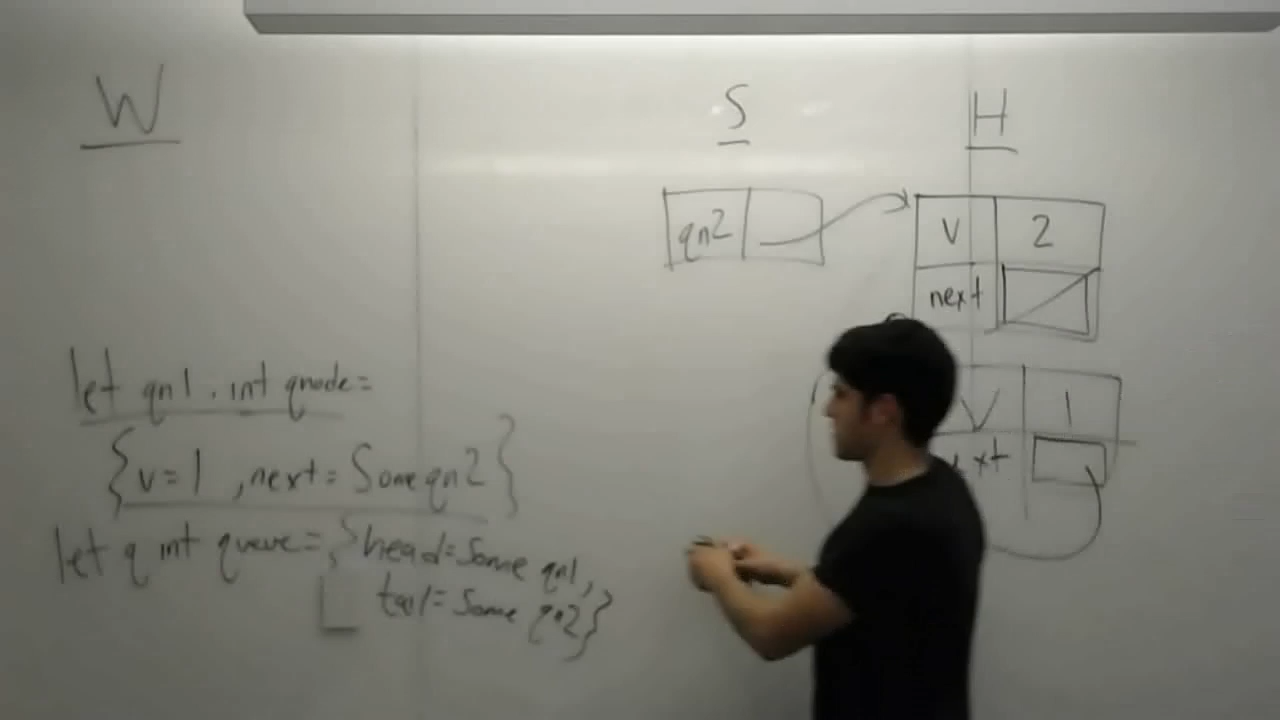 W
S
H
qn2
v 2
next
let qn1 : int qnode =
{ v = 1 , next = Some qn2 }
V 1
let q int queue = { head = Some qn1 ,
tail = Some qn2 }